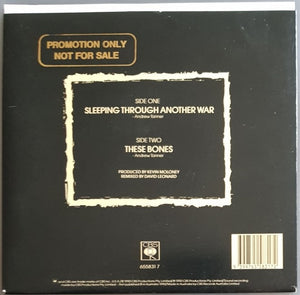 PROMOTION ONLY
NOT FOR SALE
SIDE ONE
SLEEPING THROUGH ANOTHER WAR
- Andrew Tanner
SIDE TWO
THESE BONES
- Andrew Tanner
PRODUCED BY KEVIN MOLONEY
REMIXED BY DAVID LEONARD
CBS
655831 7